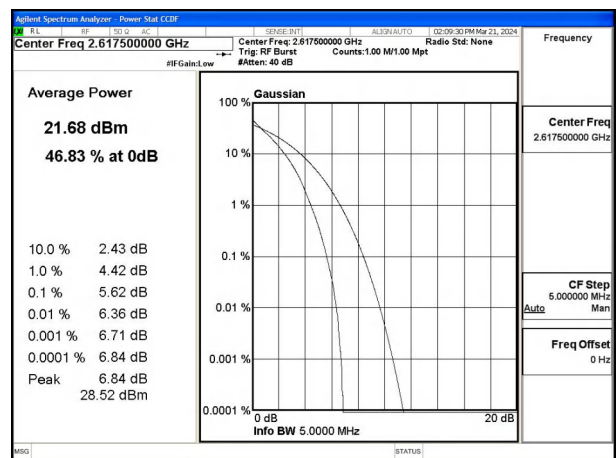 Agilent Spectrum Analyzer - Power Stat CCDF
RL RF 50 Ω AC SENSE:INT ALIGN AUTO 02:09:30 PM Mar 21, 2024
Center Freq 2.617500000 GHz
Center Freq: 2.617500000 GHz Radio Std: None
Trig: RF Burst Counts:1.00 M/1.00 Mpt
#IFGain:Low #Atten: 40 dB
Frequency
Average Power
21.68 dBm
46.83 % at 0dB
10.0 % 2.43 dB
1.0 % 4.42 dB
0.1 % 5.62 dB
0.01 % 6.36 dB
0.001 % 6.71 dB
0.0001 % 6.84 dB
Peak 6.84 dB
28.52 dBm
Gaussian
100 %
10 %
1 %
0.1 %
0.01 %
0.001 %
0.0001 %
0 dB 20 dB
Info BW 5.0000 MHz
Center Freq
2.617500000 GHz
CF Step
5.000000 MHz
Auto Man
Freq Offset
0 Hz
MSG STATUS